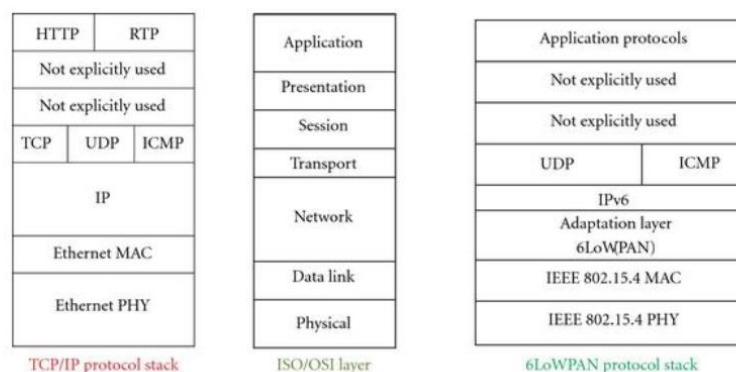 HTTP RTP
Not explicitly used
Not explicitly used
TCP UDP ICMP
IP
Ethernet MAC
Ethernet PHY
TCP/IP protocol stack
Application
Presentation
Session
Transport
Network
Data link
Physical
ISO/OSI layer
Application protocols
Not explicitly used
Not explicitly used
UDP ICMP
IPv6
Adaptation layer
6LoW(PAN)
IEEE 802.15.4 MAC
IEEE 802.15.4 PHY
6LoWPAN protocol stack